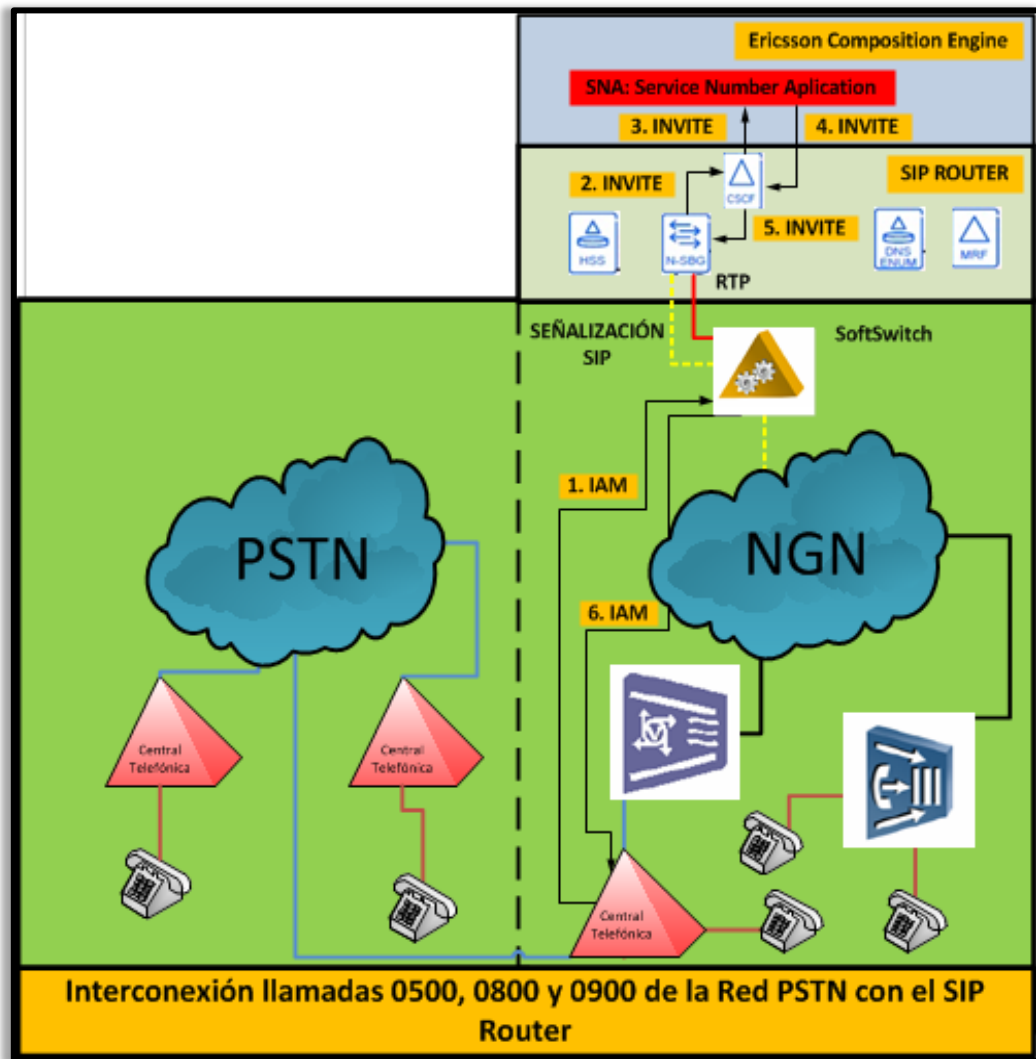 Ericsson Composition Engine
SNA: Service Number Aplication
3. INVITE
4. INVITE
2. INVITE
CSCF
SIP ROUTER
5. INVITE
HSS
N-SBG
DNS
ENUM
MRF
RTP
SEÑALIZACIÓN
SIP
SoftSwitch
1. IAM
PSTN
NGN
6. IAM
Central
Telefónica
Central
Telefónica
Central
Telefónica
Interconexión llamadas 0500, 0800 y 0900 de la Red PSTN con el SIP
Router